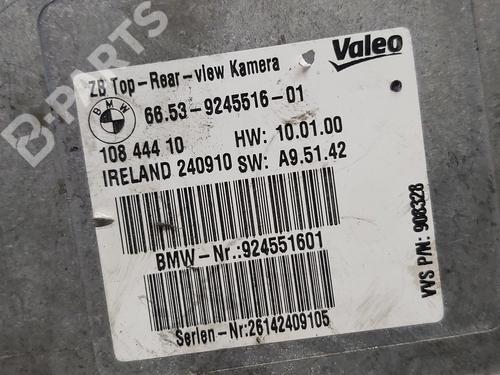 ZB Top-Rear-view Kamera
Valeo
BMW
66.53-9245516-01
108 444 10 HW: 10.01.00
IRELAND 240910 SW: A9.51.42
BMW-Nr.:924551601
Serien-Nr:26142409105
VVS P/N: 908328
B-PARTS